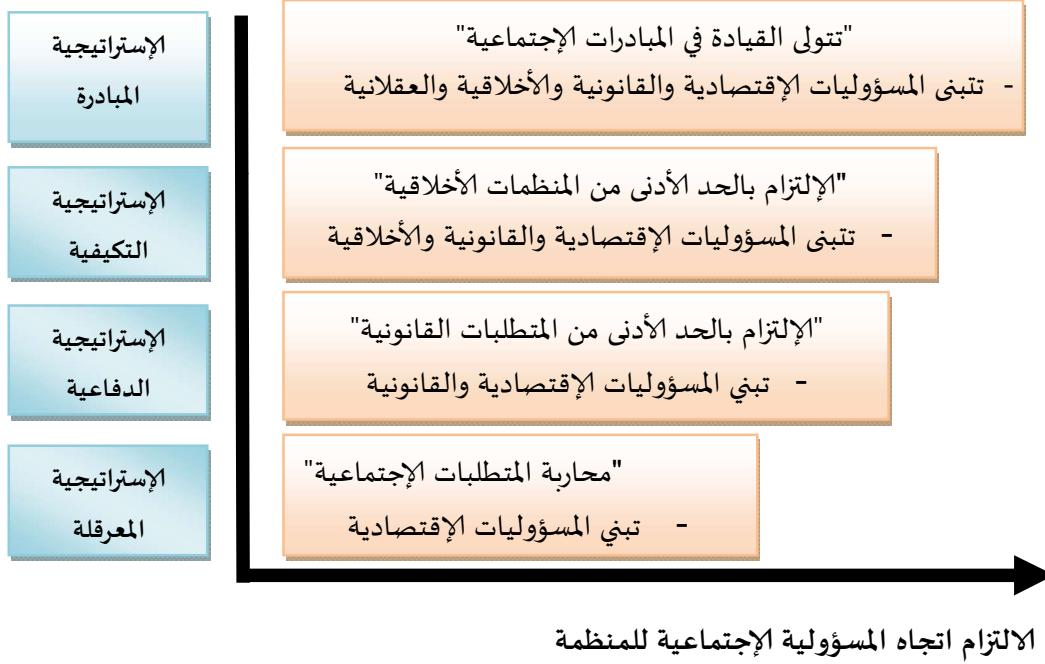 الإستراتيجية
المبادرة
"تتولى القيادة في المبادرات الإجتماعية"
- تتبنى المسؤوليات الإقتصادية والقانونية والأخلاقية والعقلانية
الإستراتيجية
التكيفية
"الإلتزام بالحد الأدنى من المنظمات الأخلاقية"
- تتبنى المسؤوليات الإقتصادية والقانونية والأخلاقية
الإستراتيجية
الدفاعية
"الإلتزام بالحد الأدنى من المتطلبات القانونية"
- تبني المسؤوليات الإقتصادية والقانونية
الإستراتيجية
المعرقلة
"محاربة المتطلبات الإجتماعية"
- تبني المسؤوليات الإقتصادية
الالتزام اتجاه المسؤولية الإجتماعية للمنظمة